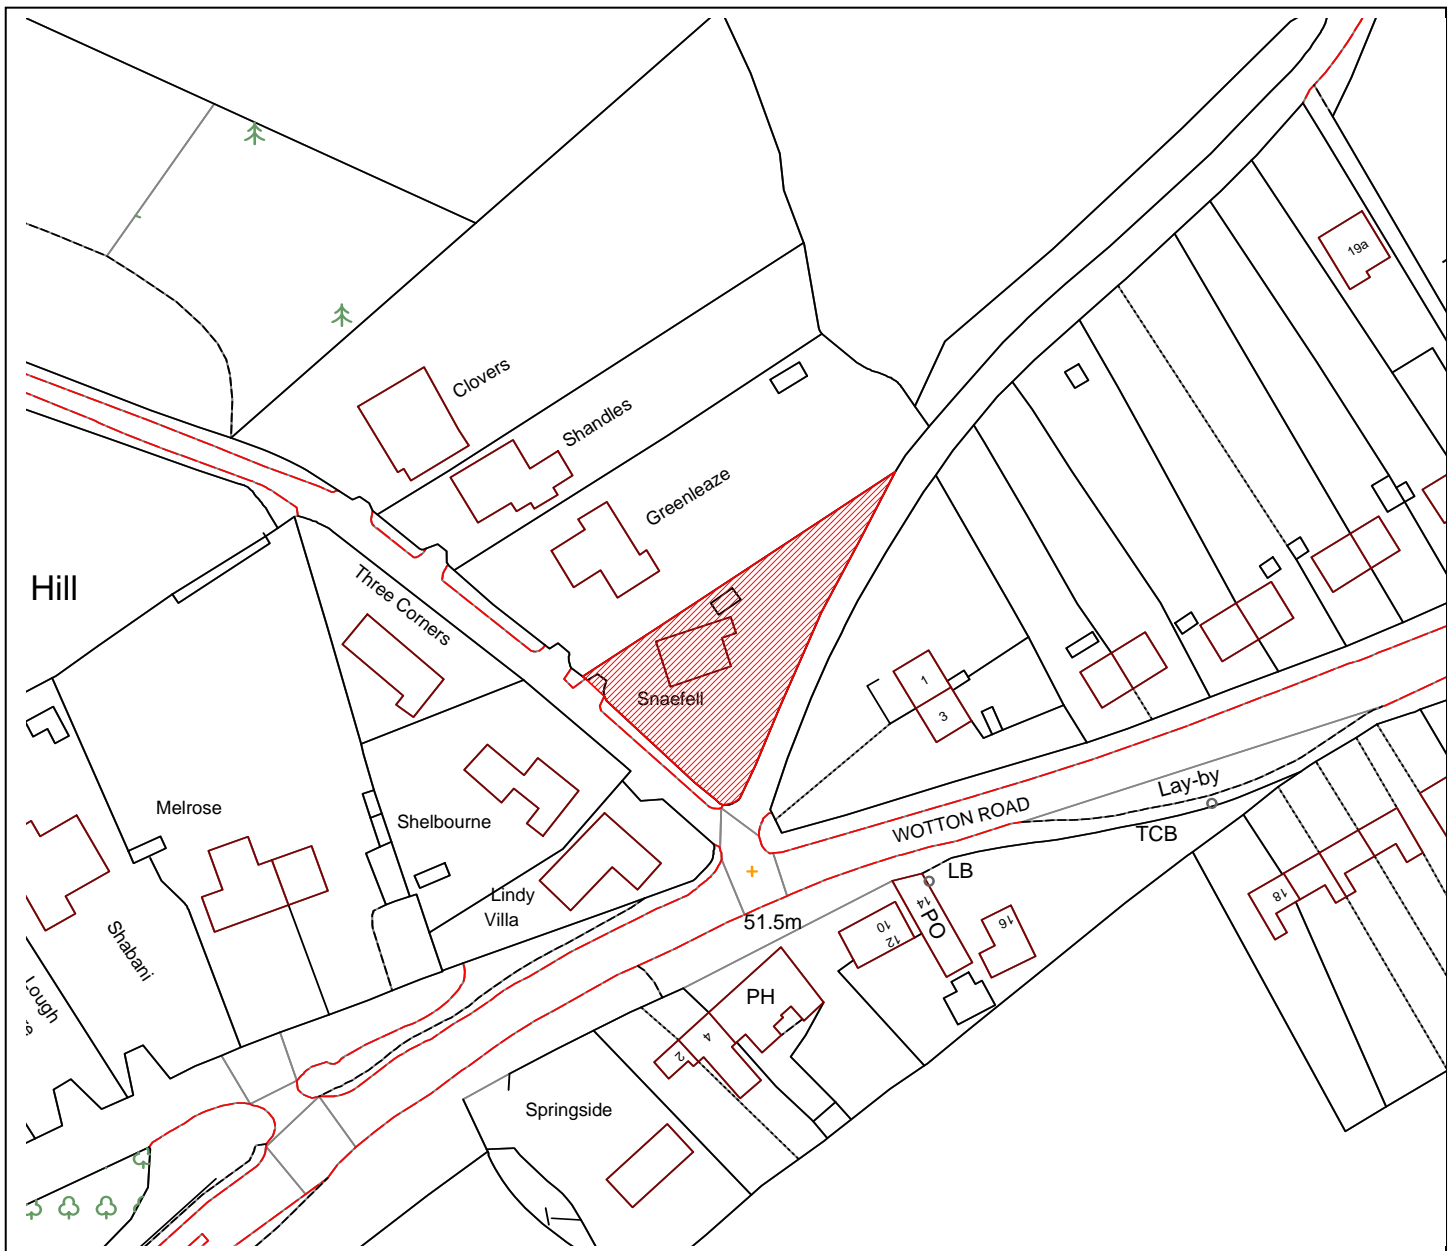 19a
Clovers
Shandles
Greenleaze
Hill
Three Corners
Snaefell
1
3
Melrose
Shelbourne
Lay-by
WOTTON ROAD
TCB
LB
Lindy
Villa
14
PO
18
51.5m
10
12
16
Shabani
Lough
PH
4
2
Springside